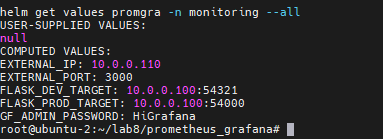 helm get values promgra -n monitoring --all
USER-SUPPLIED VALUES:
null
COMPUTED VALUES:
EXTERNAL_IP: 10.0.0.110
EXTERNAL_PORT: 3000
FLASK_DEV_TARGET: 10.0.0.100:54321
FLASK_PROD_TARGET: 10.0.0.100:54000
GF_ADMIN_PASSWORD: HiGrafana
root@ubuntu-2:~/lab8/prometheus_grafana#